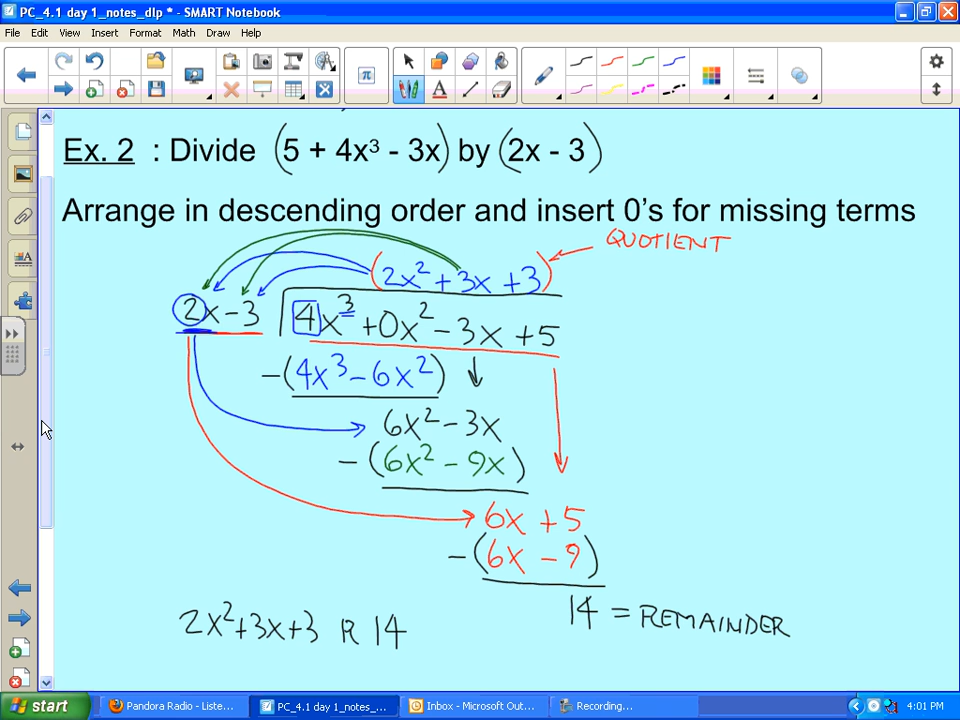 PC_4.1 day 1_notes_dlp * - SMART Notebook
File Edit View Insert Format Math Draw Help
Ex. 2 : Divide (5 + 4x³ - 3x) by (2x - 3)
Arrange in descending order and insert 0's for missing terms
QUOTIENT
(2x² + 3x + 3)
2x - 3 4x³ + 0x² - 3x + 5
-(4x³ - 6x²)
6x² - 3x
-(6x² - 9x)
6x + 5
-(6x - 9)
14 = REMAINDER
2x² + 3x + 3 R 14
start Pandora Radio - Liste... PC_4.1 day 1_notes_... Inbox - Microsoft Out... Recording... 4:01 PM